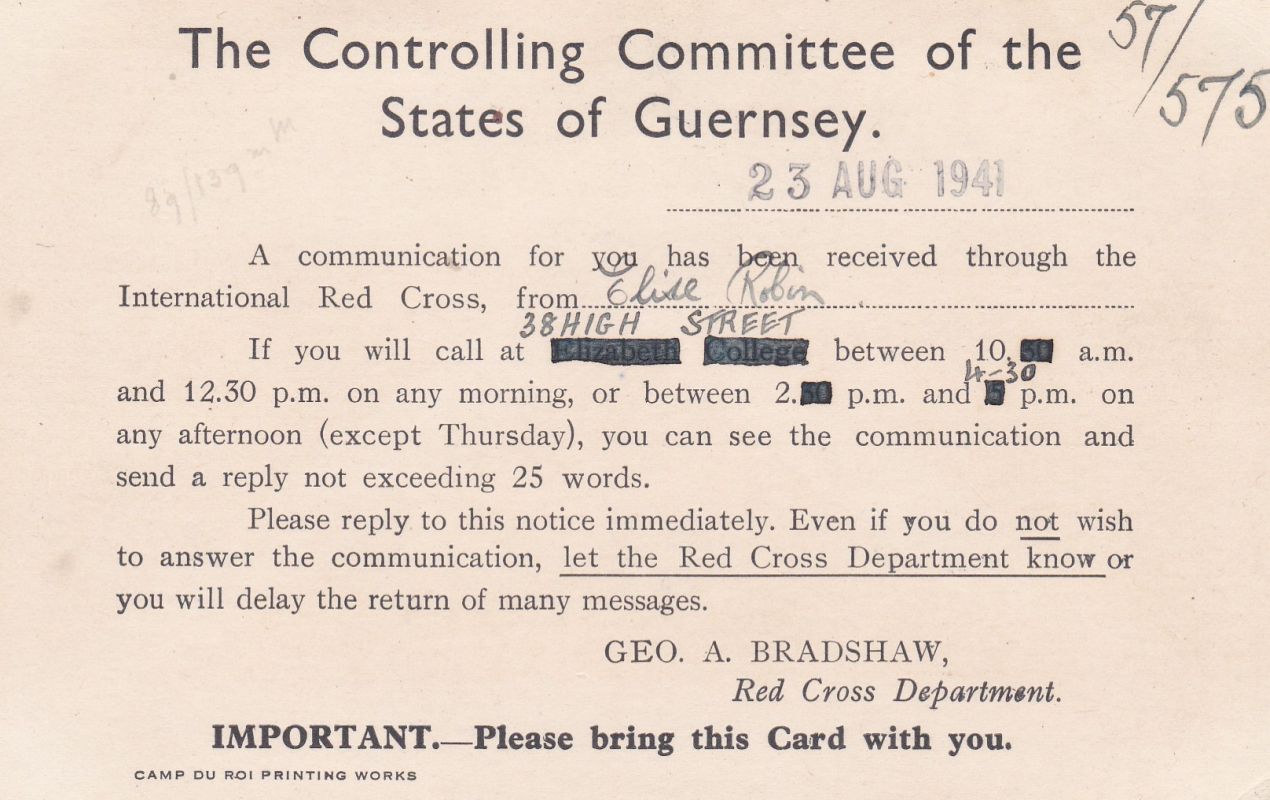 The Controlling Committee of the
States of Guernsey.
57/
575
23 AUG 1941
A communication for you has been received through the
International Red Cross, from Elise Robin
38 HIGH STREET
If you will call at Elizabeth College between 10. a.m.
4-30
and 12.30 p.m. on any morning, or between 2. p.m. and 5 p.m. on
any afternoon (except Thursday), you can see the communication and
send a reply not exceeding 25 words.
Please reply to this notice immediately. Even if you do not wish
to answer the communication, let the Red Cross Department know or
you will delay the return of many messages.
GEO. A. BRADSHAW,
Red Cross Department.
IMPORTANT.—Please bring this Card with you.
CAMP DU ROI PRINTING WORKS